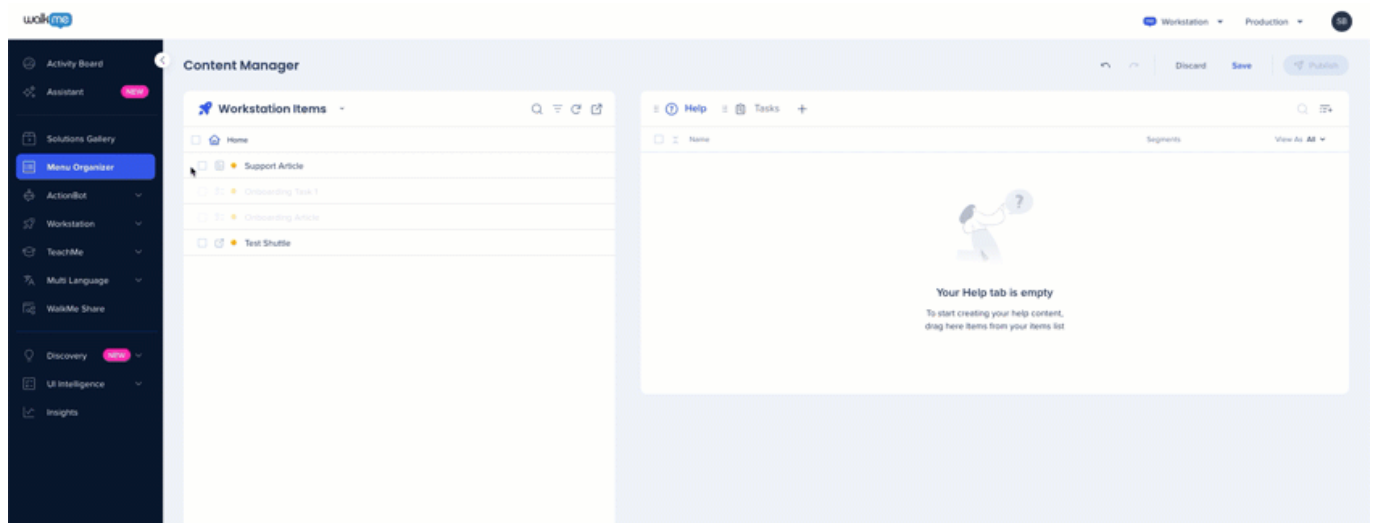 walkme
Workstation
Production
SB
Activity Board
Assistant NEW
Solutions Gallery
Menu Organizer
ActionBot
Workstation
TeachMe
Multi Language
WalkMe Share
Discovery NEW
UI Intelligence
Insights
Content Manager
Discard
Save
Publish
Workstation Items
Home
Support Article
Onboarding Task 1
Onboarding Article
Test Shuttle
Help
Tasks
Name
Segments
View As All
?
Your Help tab is empty
To start creating your help content,
drag here items from your items list